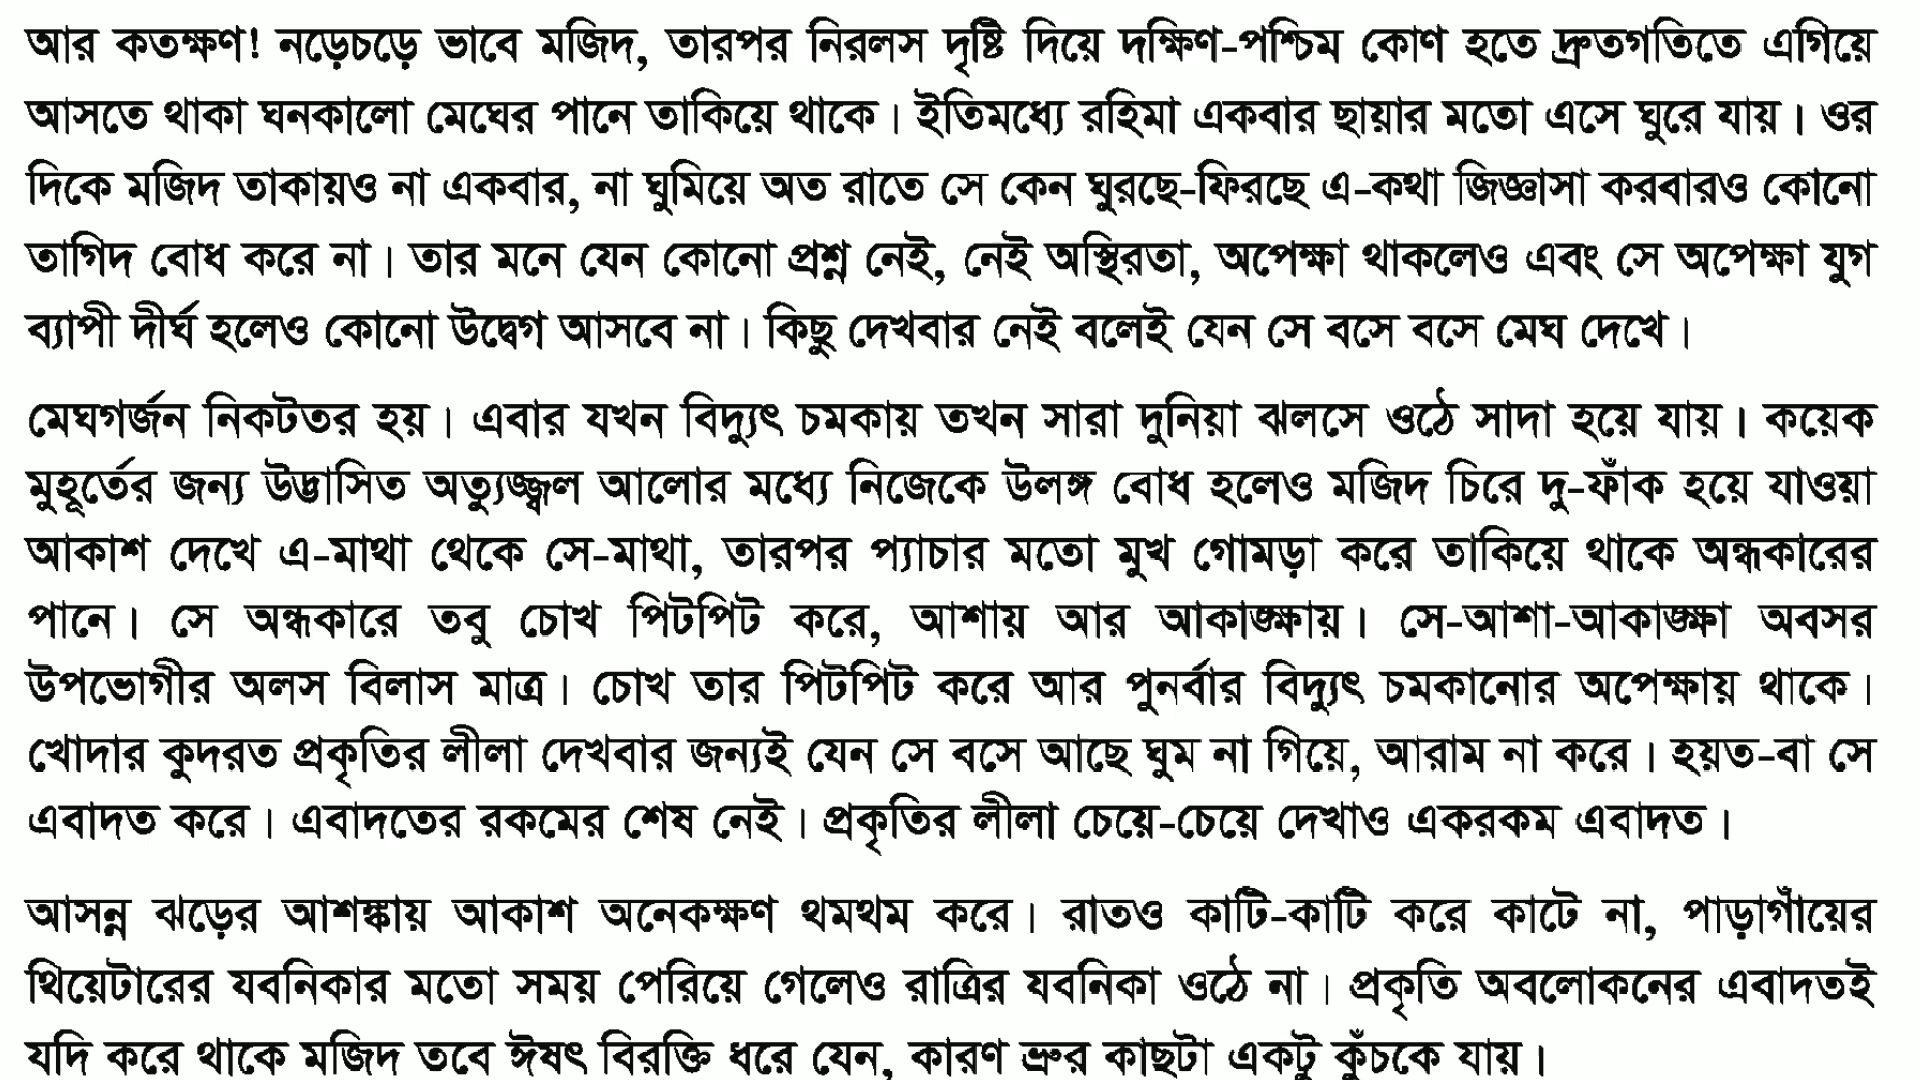 আর কতক্ষণ! নড়েচড়ে ভাবে মজিদ, তারপর নিরলস দৃষ্টি দিয়ে দক্ষিণ-পশ্চিম কোণ হতে দ্রুতগতিতে এগিয়ে
আসতে থাকা ঘনকালো মেঘের পানে তাকিয়ে থাকে। ইতিমধ্যে রহিমা একবার ছায়ার মতো এসে ঘুরে যায়। ওর
দিকে মজিদ তাকায়ও না একবার, না ঘুমিয়ে অত রাতে সে কেন ঘুরছে-ফিরছে এ-কথা জিজ্ঞাসা করবারও কোনো
তাগিদ বোধ করে না। তার মনে যেন কোনো প্রশ্ন নেই, নেই অস্থিরতা, অপেক্ষা থাকলেও এবং সে অপেক্ষা যুগ
ব্যাপী দীর্ঘ হলেও কোনো উদ্বেগ আসবে না। কিছু দেখবার নেই বলেই যেন সে বসে বসে মেঘ দেখে।
মেঘগর্জন নিকটতর হয়। এবার যখন বিদ্যুৎ চমকায় তখন সারা দুনিয়া ঝলসে ওঠে সাদা হয়ে যায়। কয়েক
মুহূর্তের জন্য উদ্ভাসিত অত্যুজ্জ্বল আলোর মধ্যে নিজেকে উলঙ্গ বোধ হলেও মজিদ চিরে দু-ফাঁক হয়ে যাওয়া
আকাশ দেখে এ-মাথা থেকে সে-মাথা, তারপর প্যাচার মতো মুখ গোমড়া করে তাকিয়ে থাকে অন্ধকারের
পানে। সে অন্ধকারে তবু চোখ পিটপিট করে, আশায় আর আকাঙ্ক্ষায়। সে-আশা-আকাঙ্ক্ষা অবসর
উপভোগীর অলস বিলাস মাত্র। চোখ তার পিটপিট করে আর পুনর্বার বিদ্যুৎ চমকানোর অপেক্ষায় থাকে।
খোদার কুদরত প্রকৃতির লীলা দেখবার জন্যই যেন সে বসে আছে ঘুম না গিয়ে, আরাম না করে। হয়ত-বা সে
এবাদত করে। এবাদতের রকমের শেষ নেই। প্রকৃতির লীলা চেয়ে-চেয়ে দেখাও একরকম এবাদত।
আসন্ন ঝড়ের আশঙ্কায় আকাশ অনেকক্ষণ থমথম করে। রাতও কাটি-কাটি করে কাটে না, পাড়াগাঁয়ের
থিয়েটারের যবনিকার মতো সময় পেরিয়ে গেলেও রাত্রির যবনিকা ওঠে না। প্রকৃতি অবলোকনের এবাদতই
যদি করে থাকে মজিদ তবে ঈষৎ বিরক্তি ধরে যেন, কারণ ভ্রুর কাছটা একটু কুঁচকে যায়।